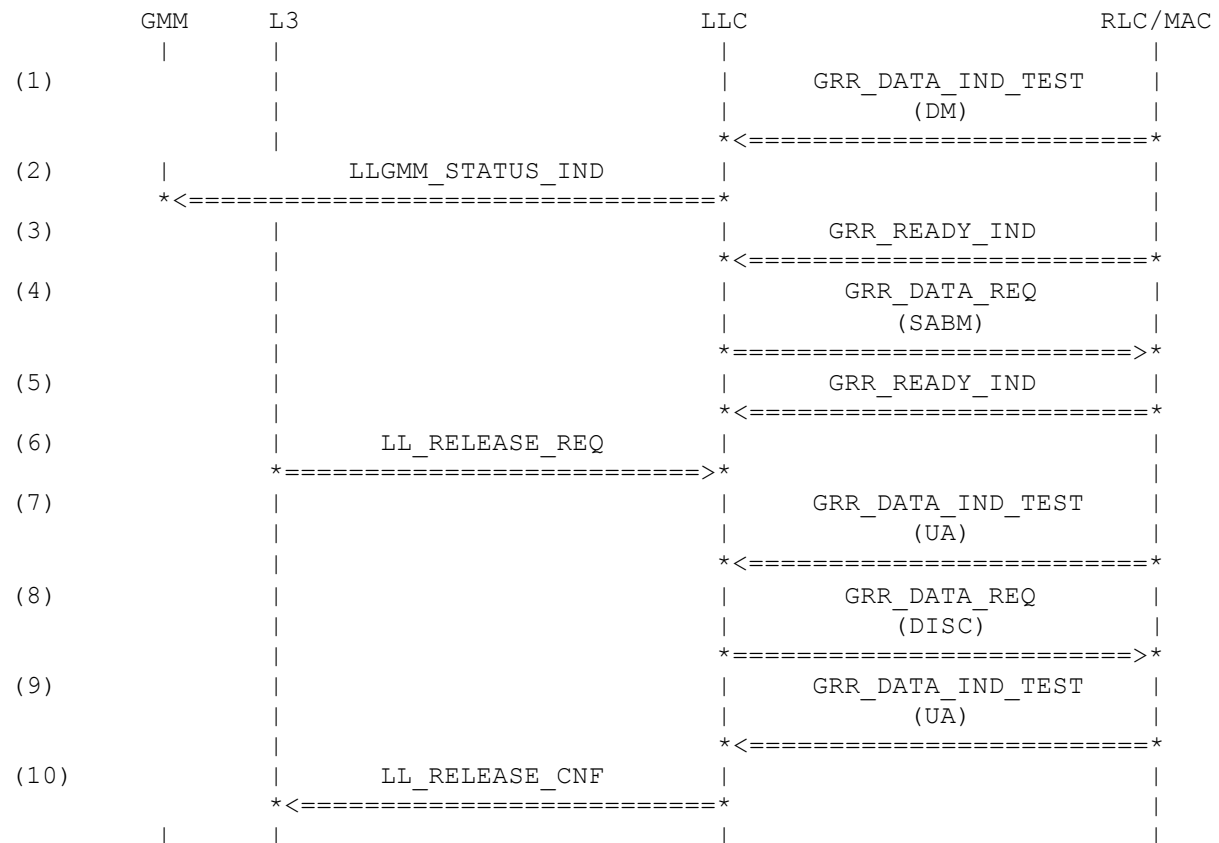 GMM L3 LLC RLC/MAC
| | | |
(1) | | GRR_DATA_IND_TEST |
| | (DM) |
| *<=========================*
(2) | LLGMM_STATUS_IND | |
*<=================================* |
(3) | | GRR_READY_IND |
| *<=========================*
(4) | | GRR_DATA_REQ |
| | (SABM) |
| *=========================>*
(5) | | GRR_READY_IND |
| *<=========================*
(6) | LL_RELEASE_REQ | |
*==========================>* |
(7) | | GRR_DATA_IND_TEST |
| | (UA) |
| *<=========================*
(8) | | GRR_DATA_REQ |
| | (DISC) |
| *=========================>*
(9) | | GRR_DATA_IND_TEST |
| | (UA) |
| *<=========================*
(10) | LL_RELEASE_CNF | |
*<==========================* |
| | | |